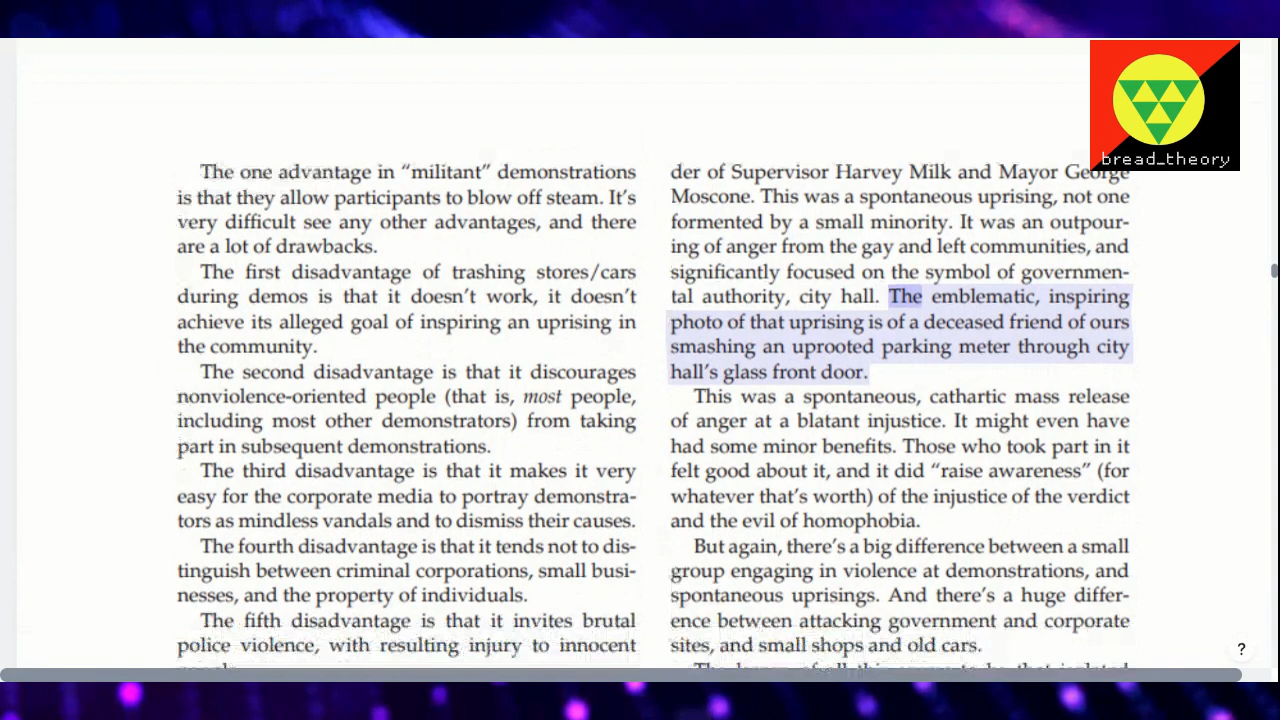 bread_theory
The one advantage in “militant” demonstrations
is that they allow participants to blow off steam. It’s
very difficult see any other advantages, and there
are a lot of drawbacks.
The first disadvantage of trashing stores/cars
during demos is that it doesn’t work, it doesn’t
achieve its alleged goal of inspiring an uprising in
the community.
The second disadvantage is that it discourages
nonviolence-oriented people (that is, most people,
including most other demonstrators) from taking
part in subsequent demonstrations.
The third disadvantage is that it makes it very
easy for the corporate media to portray demonstra-
tors as mindless vandals and to dismiss their causes.
The fourth disadvantage is that it tends not to dis-
tinguish between criminal corporations, small busi-
nesses, and the property of individuals.
The fifth disadvantage is that it invites brutal
police violence, with resulting injury to innocent
der of Supervisor Harvey Milk and Mayor George
Moscone. This was a spontaneous uprising, not one
formented by a small minority. It was an outpour-
ing of anger from the gay and left communities, and
significantly focused on the symbol of governmen-
tal authority, city hall. The emblematic, inspiring
photo of that uprising is of a deceased friend of ours
smashing an uprooted parking meter through city
hall’s glass front door.
This was a spontaneous, cathartic mass release
of anger at a blatant injustice. It might even have
had some minor benefits. Those who took part in it
felt good about it, and it did “raise awareness” (for
whatever that’s worth) of the injustice of the verdict
and the evil of homophobia.
But again, there’s a big difference between a small
group engaging in violence at demonstrations, and
spontaneous uprisings. And there’s a huge differ-
ence between attacking government and corporate
sites, and small shops and old cars.
?